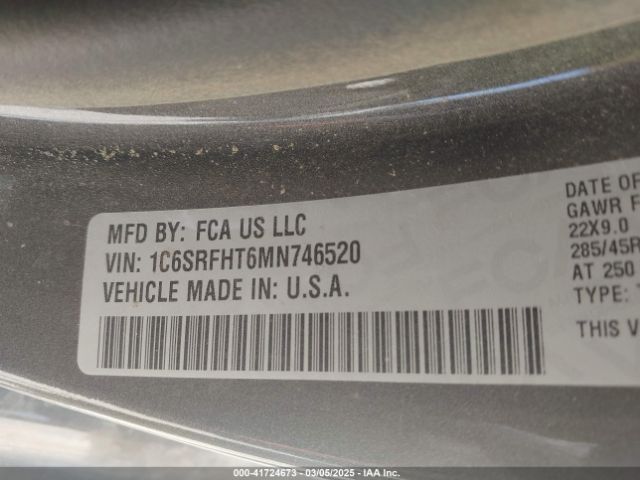 MFD BY: FCA US LLC
VIN: 1C6SRFHT6MN746520
VEHICLE MADE IN: U.S.A.
DATE OF
GAWR F
22X9.0
285/45R
AT 250
TYPE:
THIS V
000-41724673 | 03/05/2025 - © IAA, Inc.